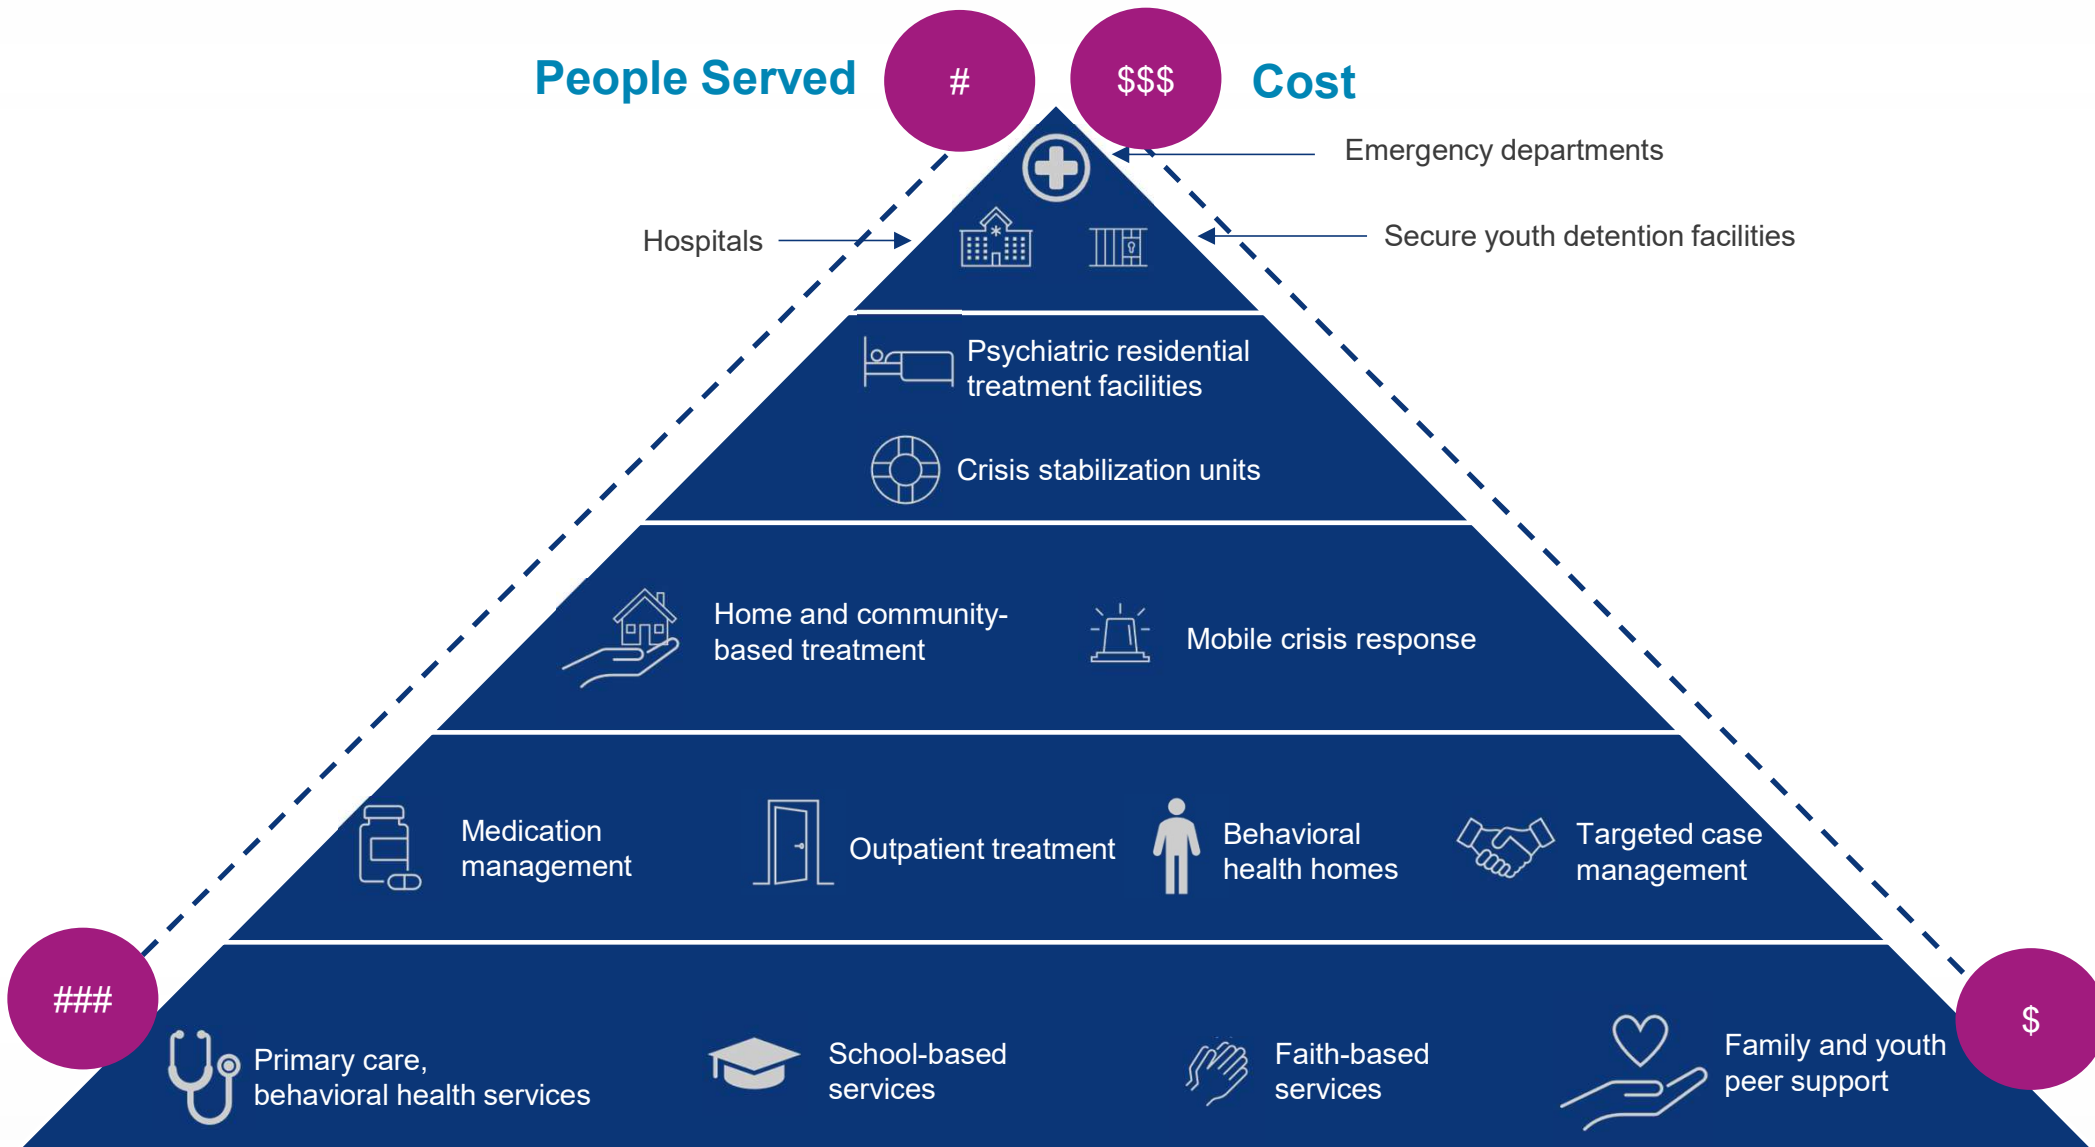 People Served
#
$$$
Cost
Emergency departments
Hospitals
Secure youth detention facilities
Psychiatric residential
treatment facilities
Crisis stabilization units
Home and community-
based treatment
Mobile crisis response
Medication
management
Outpatient treatment
Behavioral
health homes
Targeted case
management
###
$
Primary care,
behavioral health services
School-based
services
Faith-based
services
Family and youth
peer support